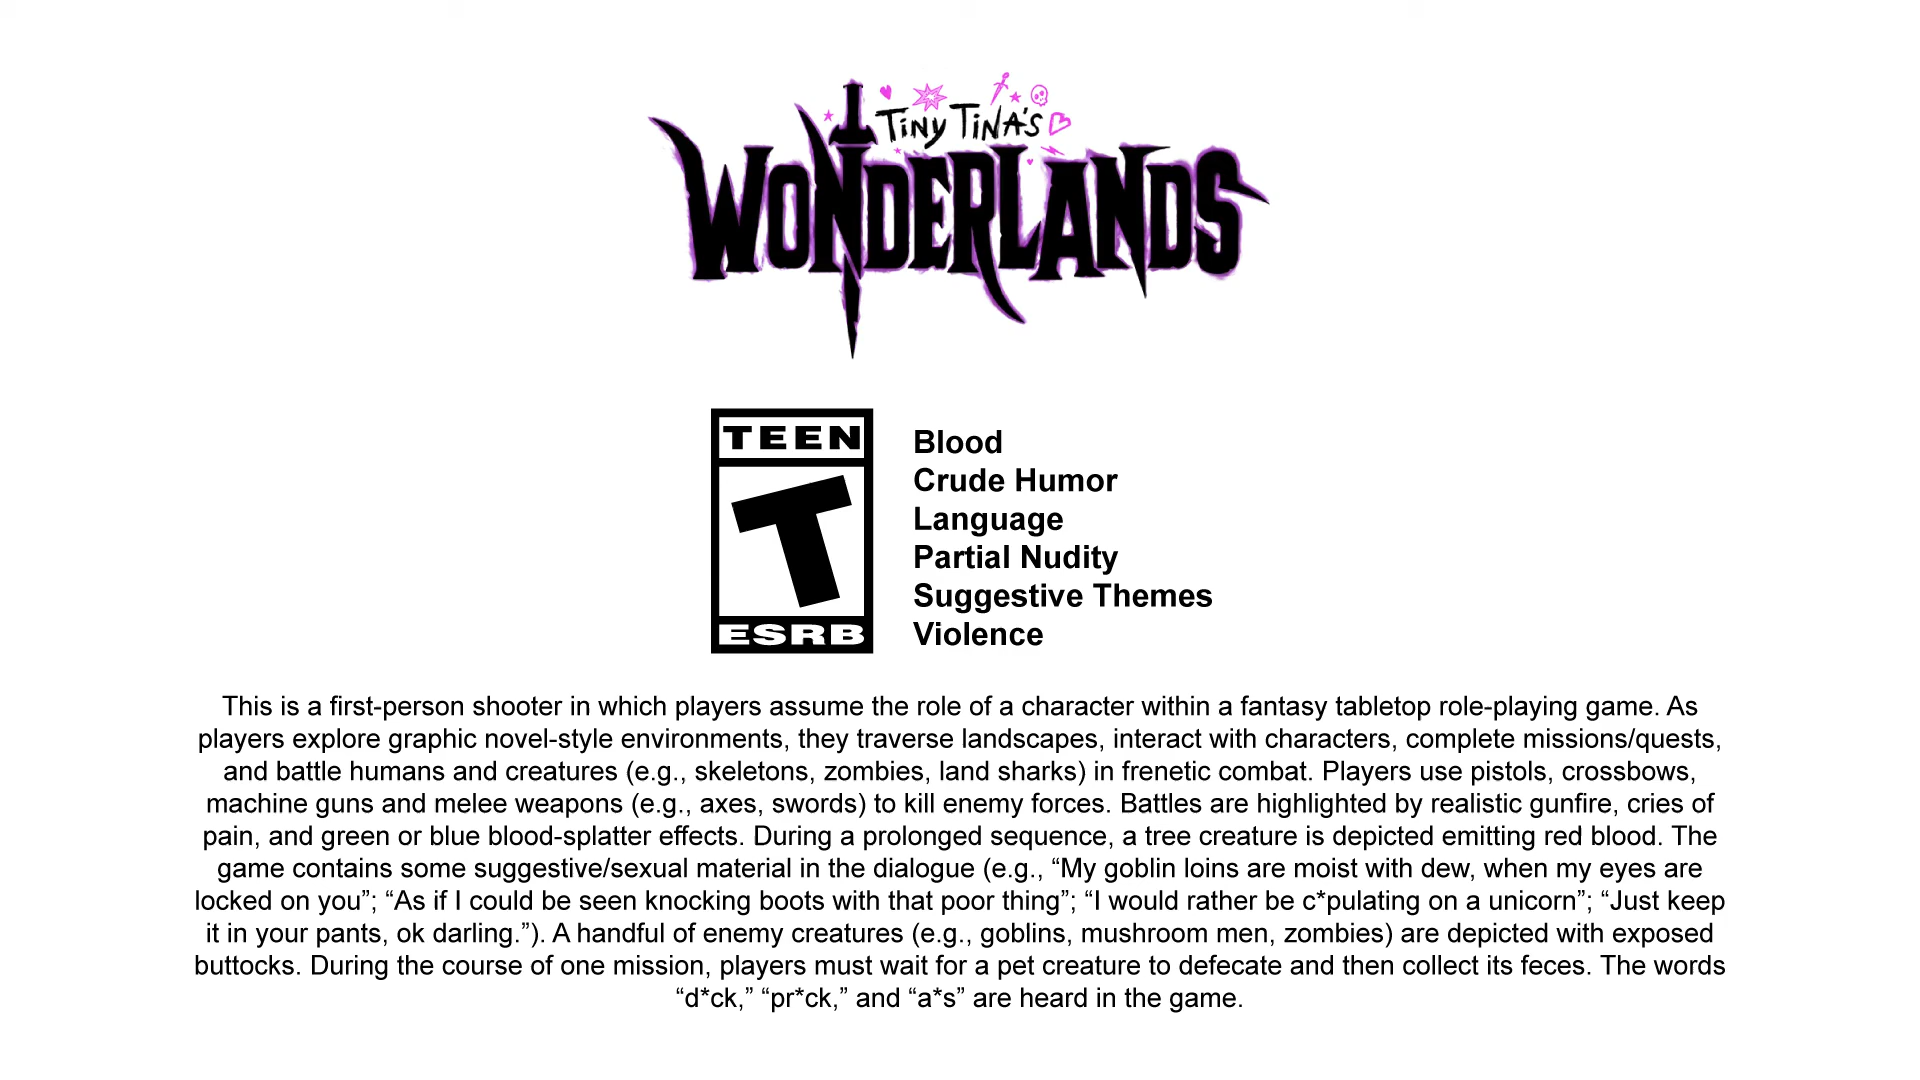 TINY TINA'S
WONDERLANDS
TEEN
T
ESRB
Blood
Crude Humor
Language
Partial Nudity
Suggestive Themes
Violence
This is a first-person shooter in which players assume the role of a character within a fantasy tabletop role-playing game. As
players explore graphic novel-style environments, they traverse landscapes, interact with characters, complete missions/quests,
and battle humans and creatures (e.g., skeletons, zombies, land sharks) in frenetic combat. Players use pistols, crossbows,
machine guns and melee weapons (e.g., axes, swords) to kill enemy forces. Battles are highlighted by realistic gunfire, cries of
pain, and green or blue blood-splatter effects. During a prolonged sequence, a tree creature is depicted emitting red blood. The
game contains some suggestive/sexual material in the dialogue (e.g., “My goblin loins are moist with dew, when my eyes are
locked on you”; “As if I could be seen knocking boots with that poor thing”; “I would rather be c*pulating on a unicorn”; “Just keep
it in your pants, ok darling.”). A handful of enemy creatures (e.g., goblins, mushroom men, zombies) are depicted with exposed
buttocks. During the course of one mission, players must wait for a pet creature to defecate and then collect its feces. The words
“d*ck,” “pr*ck,” and “a*s” are heard in the game.